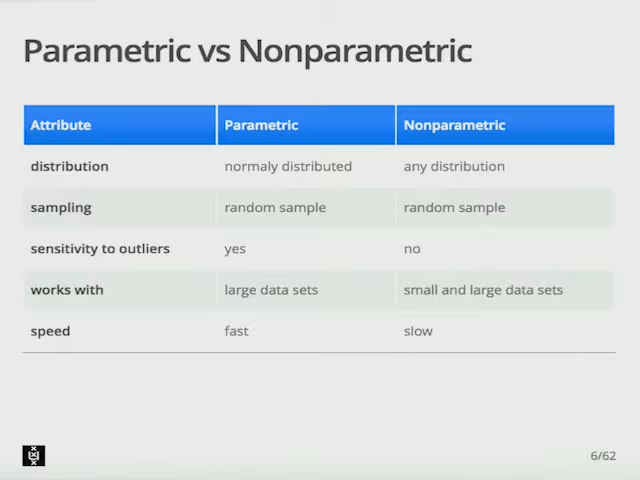 Parametric vs Nonparametric
Attribute Parametric Nonparametric
distribution normaly distributed any distribution
sampling random sample random sample
sensitivity to outliers yes no
works with large data sets small and large data sets
speed fast slow
6/62